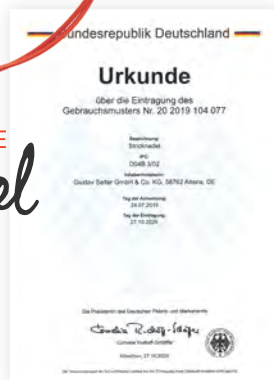 Bundesrepublik Deutschland
Urkunde
über die Eintragung des
Gebrauchsmusters Nr. 20 2019 104 077
Bezeichnung:
Stricknadel
IPC:
D04B 3/02
Inhaber/Inhaberin:
Gustav Selter GmbH & Co. KG, 58762 Altena, DE
Tag der Anmeldung:
24.07.2019
Tag der Eintragung:
27.10.2020
el
Die Präsidentin des Deutschen Patent- und Markenamts
Cornelia Rudloff-Schäffer
München, 27.10.2020